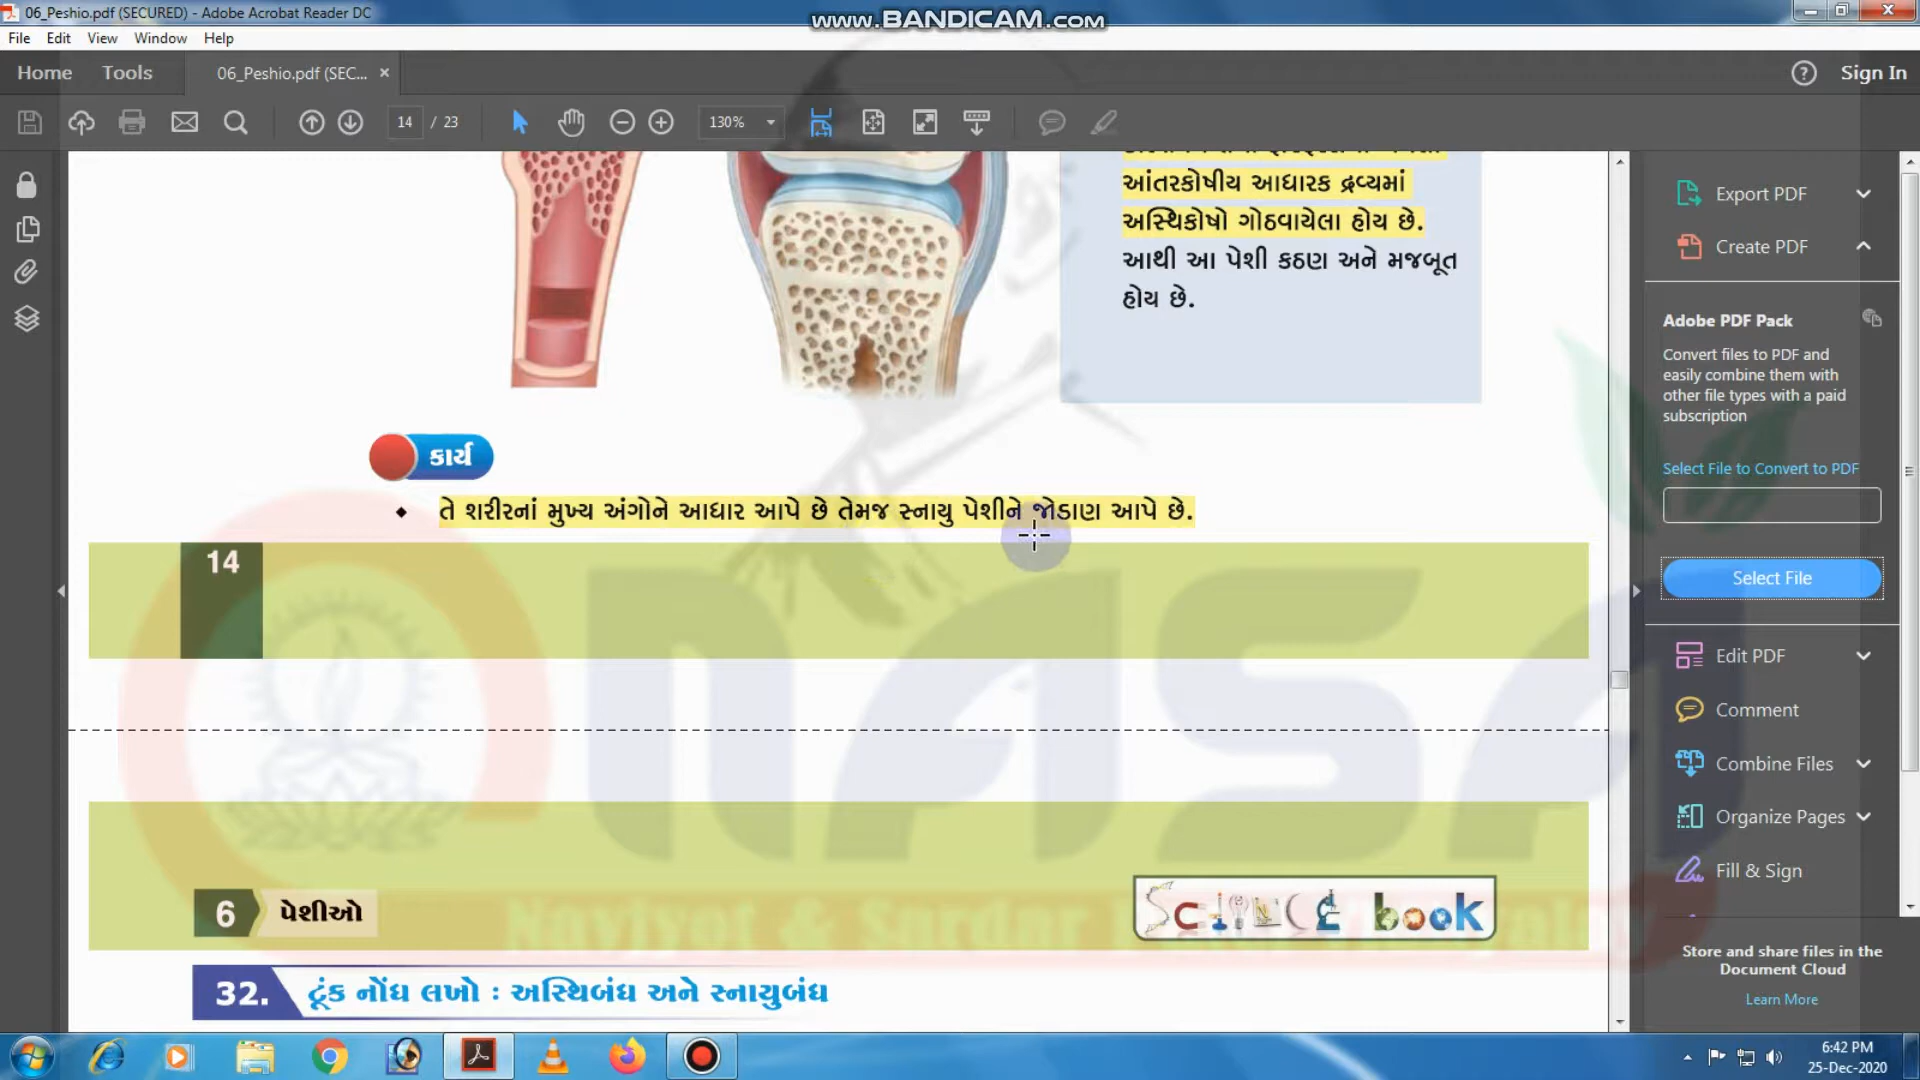 06_Peshio.pdf (SECURED) - Adobe Acrobat Reader DC
www.BANDICAM.com
File Edit View Window Help
Home Tools 06_Peshio.pdf (SEC... × Sign In
14 / 23 130%
આંતરકોષીય આધારક દ્રવ્યમાં
અસ્થિકોષો ગોઠવાયેલા હોય છે.
આથી આ પેશી કઠણ અને મજબૂત
હોય છે.
કાર્ય
◆ તે શરીરનાં મુખ્ય અંગોને આધાર આપે છે તેમજ સ્નાયુ પેશીને જોડાણ આપે છે.
14
6 પેશીઓ
SCIENCE book
32. ટૂંક નોંધ લખો : અસ્થિબંધ અને સ્નાયુબંધ
NASA
Navjyot & Sardar
Export PDF
Create PDF
Adobe PDF Pack
Convert files to PDF and
easily combine them with
other file types with a paid
subscription
Select File to Convert to PDF
Select File
Edit PDF
Comment
Combine Files
Organize Pages
Fill & Sign
Store and share files in the
Document Cloud
Learn More
6:42 PM
25-Dec-2020